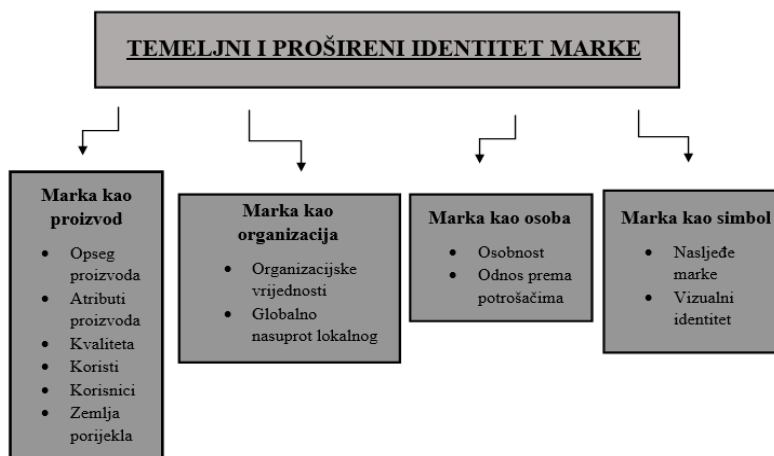 TEMELJNI I PROŠIRENI IDENTITET MARKE
Marka kao
proizvod
• Opseg
proizvoda
• Atributi
proizvoda
• Kvaliteta
• Koristi
• Korisnici
• Zemlja
porijekla
Marka kao
organizacija
• Organizacijske
vrijednosti
• Globalno
nasuprot lokalnog
Marka kao osoba
• Osobnost
• Odnos prema
potrošačima
Marka kao simbol
• Nasljeđe
marke
• Vizualni
identitet